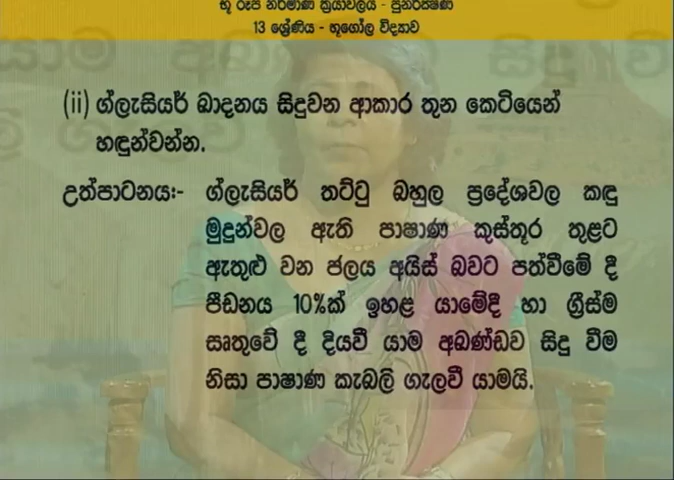 භූ රූප නිර්මාණ ක්‍රියාවලිය - පුනරීක්ෂණ
13 ශ්‍රේණිය - භූගෝල විද්‍යාව
(ii) ග්ලැසියර් ඛාදනය සිදුවන ආකාර තුන කෙටියෙන්
හඳුන්වන්න.
උත්පාටනය:- ග්ලැසියර් තට්ටු බහුල ප්‍රදේශවල කඳු
මුදුන්වල ඇති පාෂාණ කුස්තූර තුළට
ඇතුළු වන ජලය අයිස් බවට පත්වීමේ දී
පීඩනය 10%ක් ඉහළ යාමේදී හා ග්‍රීස්ම
සෘතුවේ දී දියවී යාම අඛණ්ඩව සිදු වීම
නිසා පාෂාණ කැබලි ගැලවී යාමයි.